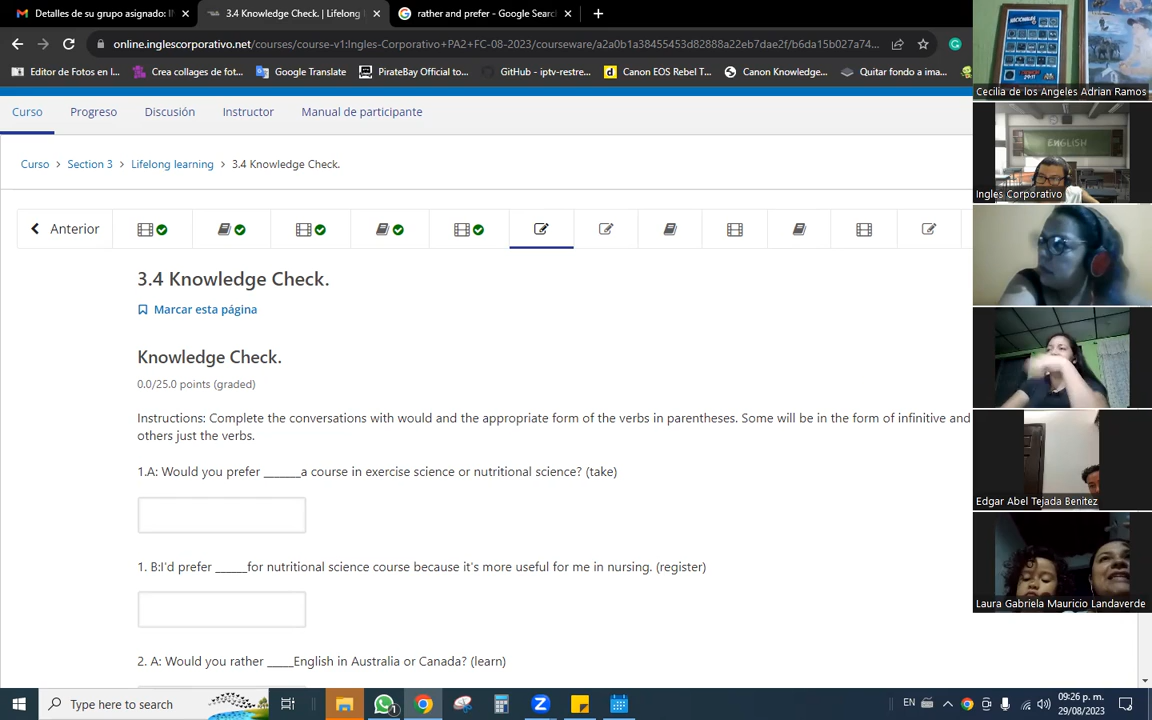 Detalles de su grupo asignado: II
3.4 Knowledge Check. | Lifelong
rather and prefer - Google Searc
online.inglescorporativo.net/courses/course-v1:Ingles-Corporativo+PA2+FC-08-2023/courseware/a2a0b1a38455453d82888a22eb7dae2f/b6da15b027a74...
Editor de Fotos en l...
Crea collages de fot...
Google Translate
PirateBay Official to...
GitHub - iptv-restre...
Canon EOS Rebel T...
Canon Knowledge...
Quitar fondo a ima...
Curso
Progreso
Discusión
Instructor
Manual de participante
Curso > Section 3 > Lifelong learning > 3.4 Knowledge Check.
Anterior
3.4 Knowledge Check.
Marcar esta página
Knowledge Check.
0.0/25.0 points (graded)
Instructions: Complete the conversations with would and the appropriate form of the verbs in parentheses. Some will be in the form of infinitive and
others just the verbs.
1.A: Would you prefer _______a course in exercise science or nutritional science? (take)
1. B:I'd prefer ______for nutritional science course because it's more useful for me in nursing. (register)
2. A: Would you rather _____English in Australia or Canada? (learn)
Cecilia de los Angeles Adrian Ramos
ENGLISH
Ingles Corporativo
Edgar Abel Tejada Benitez
Laura Gabriela Mauricio Landaverde
Type here to search
1
EN
09:26 p. m.
29/08/2023